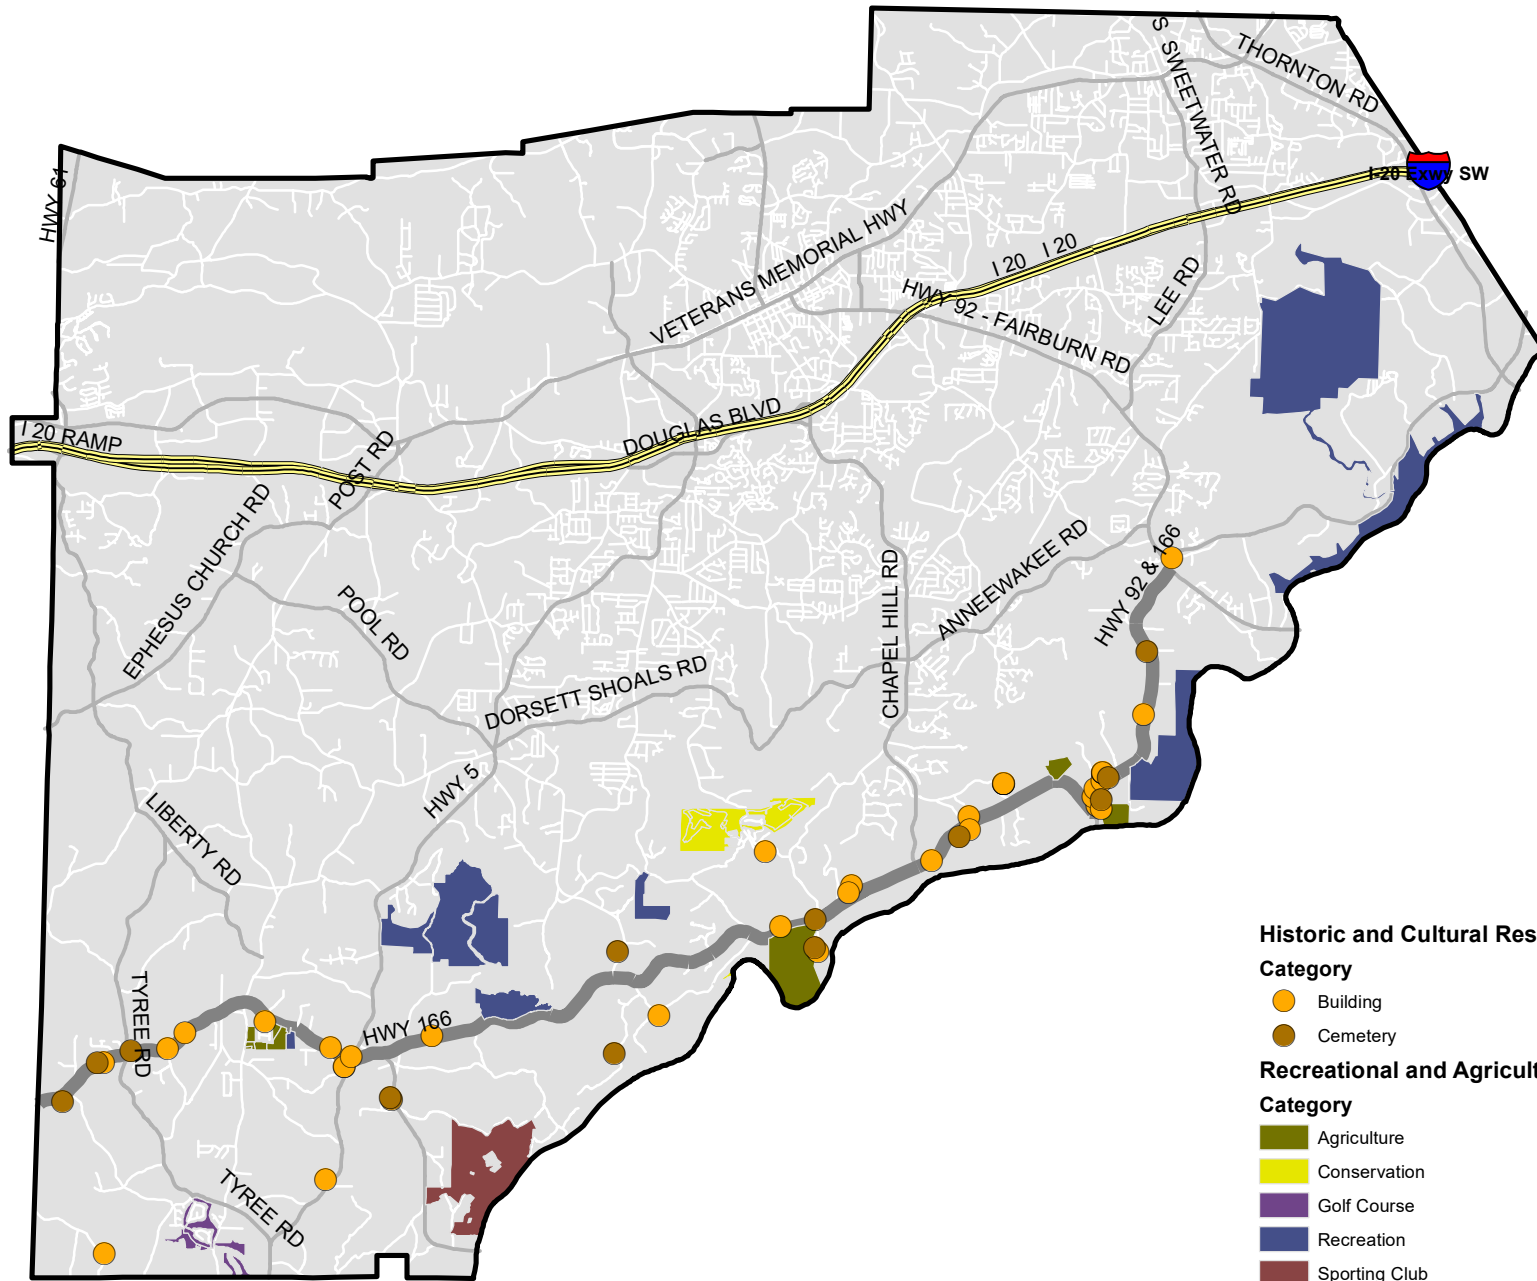 THORNTON RD
S SWEETWATER RD
I-20 Exwy SW
HWY 61
VETERANS MEMORIAL HWY
I 20
I 20
LEE RD
HWY 92 - FAIRBURN RD
DOUGLAS BLVD
I 20 RAMP
POST RD
EPHESUS CHURCH RD
POOL RD
CHAPEL HILL RD
ANNEEWAKEE RD
HWY 92 & 166
DORSETT SHOALS RD
HWY 5
LIBERTY RD
TYREE RD
HWY 166
TYREE RD
Historic and Cultural Res
Category
Building
Cemetery
Recreational and Agricult
Category
Agriculture
Conservation
Golf Course
Recreation
Sporting Club